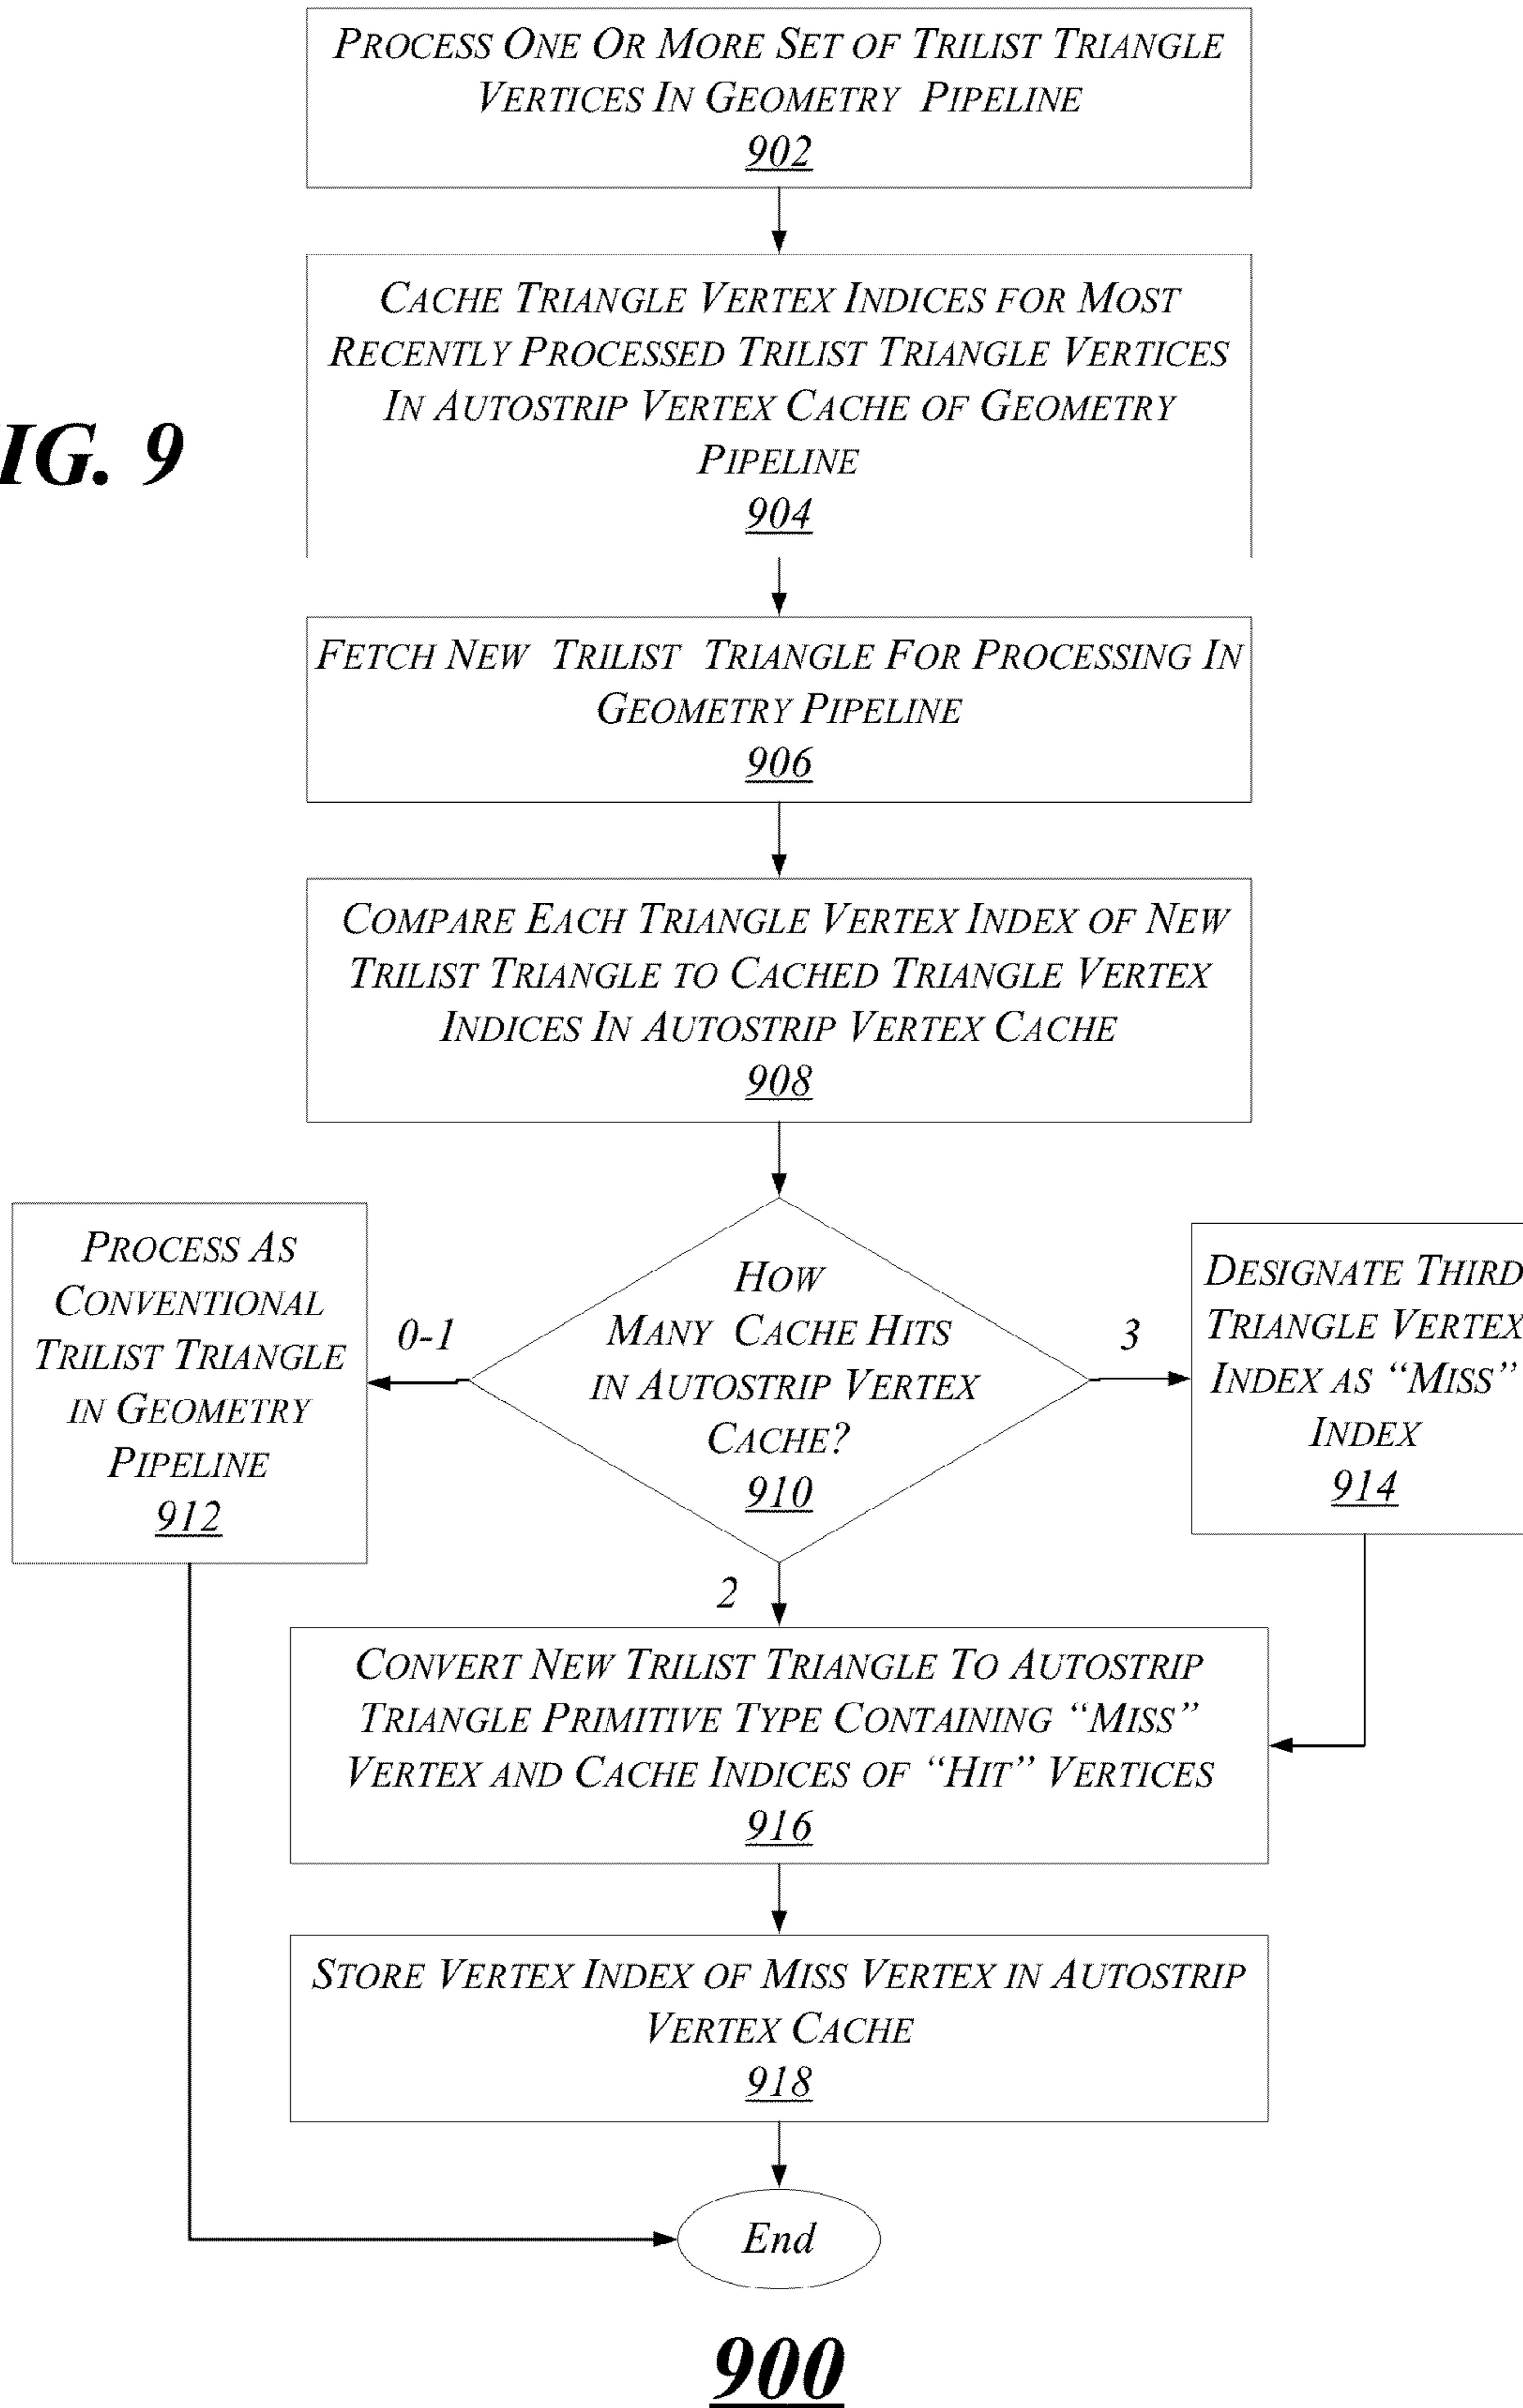 PROCESS ONE OR MORE SET OF TRILIST TRIANGLE
VERTICES IN GEOMETRY PIPELINE
902
CACHE TRIANGLE VERTEX INDICES FOR MOST
RECENTLY PROCESSED TRILIST TRIANGLE VERTICES
IN AUTOSTRIP VERTEX CACHE OF GEOMETRY
PIPELINE
904
IG. 9
FETCH NEW TRILIST TRIANGLE FOR PROCESSING IN
GEOMETRY PIPELINE
906
COMPARE EACH TRIANGLE VERTEX INDEX OF NEW
TRILIST TRIANGLE TO CACHED TRIANGLE VERTEX
INDICES IN AUTOSTRIP VERTEX CACHE
908
HOW
MANY CACHE HITS
IN AUTOSTRIP VERTEX
CACHE?
910
0-1
PROCESS AS
CONVENTIONAL
TRILIST TRIANGLE
IN GEOMETRY
PIPELINE
912
3
DESIGNATE THIRD
TRIANGLE VERTEX
INDEX AS “MISS”
INDEX
914
2
CONVERT NEW TRILIST TRIANGLE TO AUTOSTRIP
TRIANGLE PRIMITIVE TYPE CONTAINING “MISS”
VERTEX AND CACHE INDICES OF “HIT” VERTICES
916
STORE VERTEX INDEX OF MISS VERTEX IN AUTOSTRIP
VERTEX CACHE
918
End
900